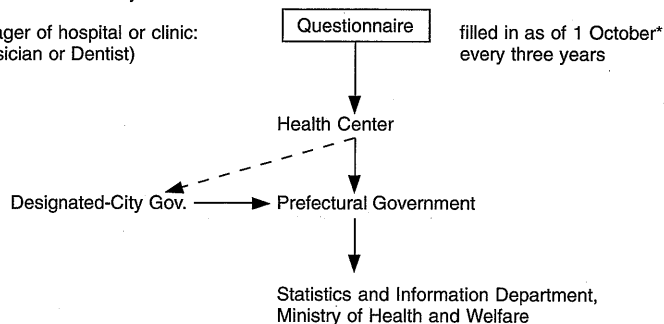 ager of hospital or clinic:
sician or Dentist)
Questionnaire
filled in as of 1 October*
every three years
Health Center
Designated-City Gov.
Prefectural Government
Statistics and Information Department,
Ministry of Health and Welfare